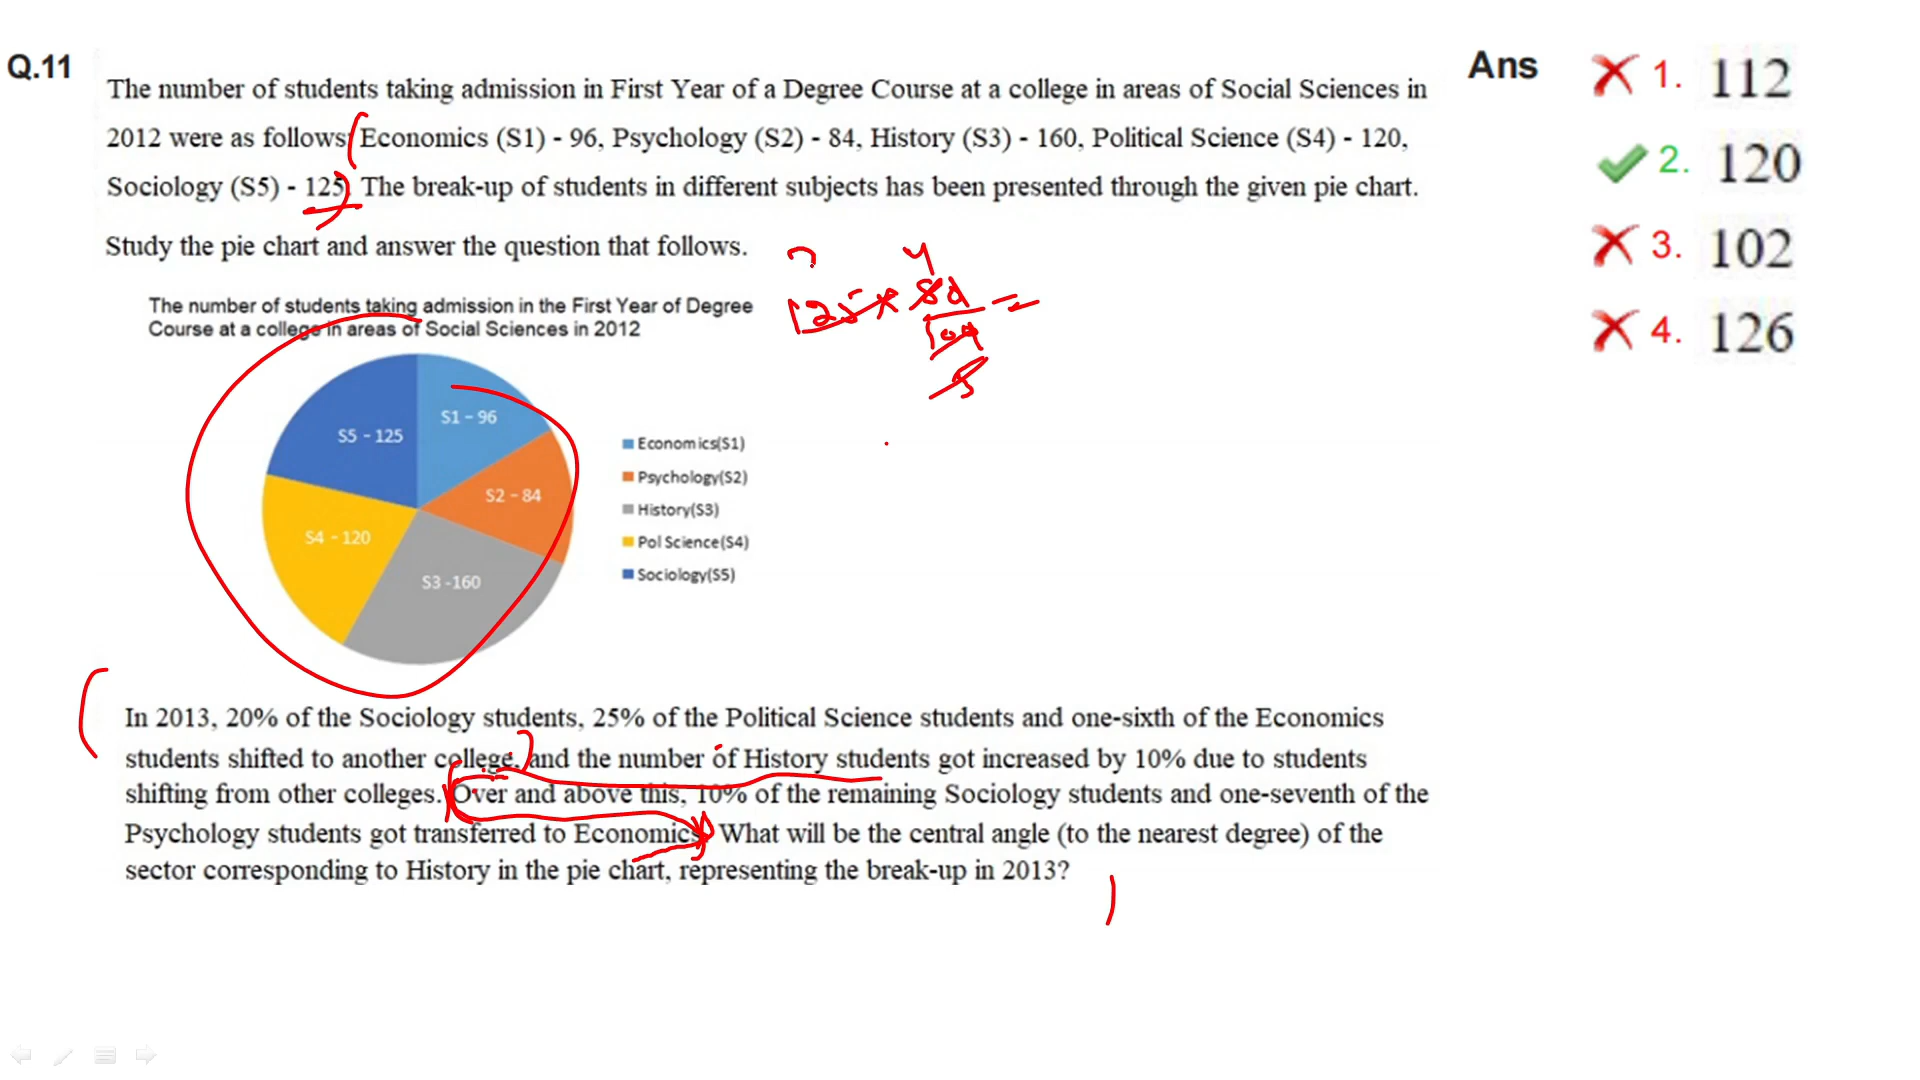 Q.11
The number of students taking admission in First Year of a Degree Course at a college in areas of Social Sciences in
2012 were as follows: Economics (S1) - 96, Psychology (S2) - 84, History (S3) - 160, Political Science (S4) - 120,
Sociology (S5) - 125. The break-up of students in different subjects has been presented through the given pie chart.
Study the pie chart and answer the question that follows.
Ans
1. 112
2. 120
3. 102
4. 126
The number of students taking admission in the First Year of Degree
Course at a college in areas of Social Sciences in 2012
S1 – 96
S2 – 84
S3 -160
S4 - 120
S5 - 125
Economics(S1)
Psychology(S2)
History(S3)
Pol Science(S4)
Sociology(S5)
4
125 × 80 =
100
5
In 2013, 20% of the Sociology students, 25% of the Political Science students and one-sixth of the Economics
students shifted to another college, and the number of History students got increased by 10% due to students
shifting from other colleges. Over and above this, 10% of the remaining Sociology students and one-seventh of the
Psychology students got transferred to Economics. What will be the central angle (to the nearest degree) of the
sector corresponding to History in the pie chart, representing the break-up in 2013?